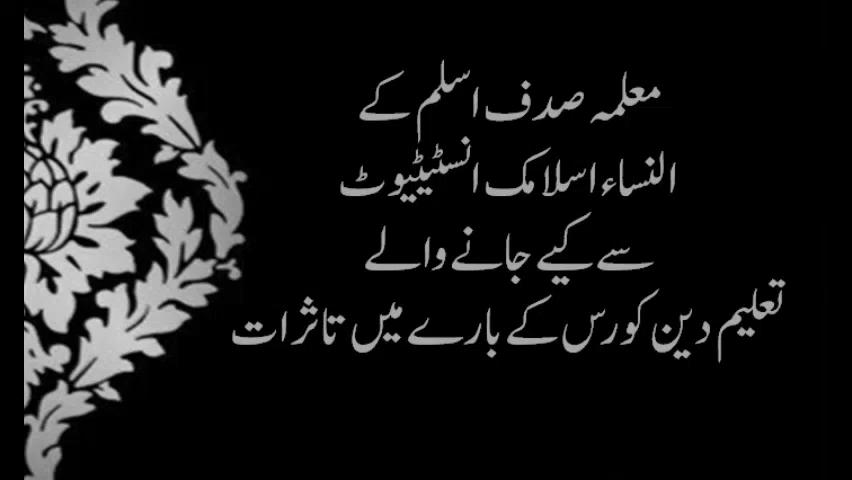 معلمہ صدف اسلم کے
النساء اسلامک انسٹیٹیوٹ
سے کیے جانے والے
تعلیم دین کورس کے بارے میں تاثرات